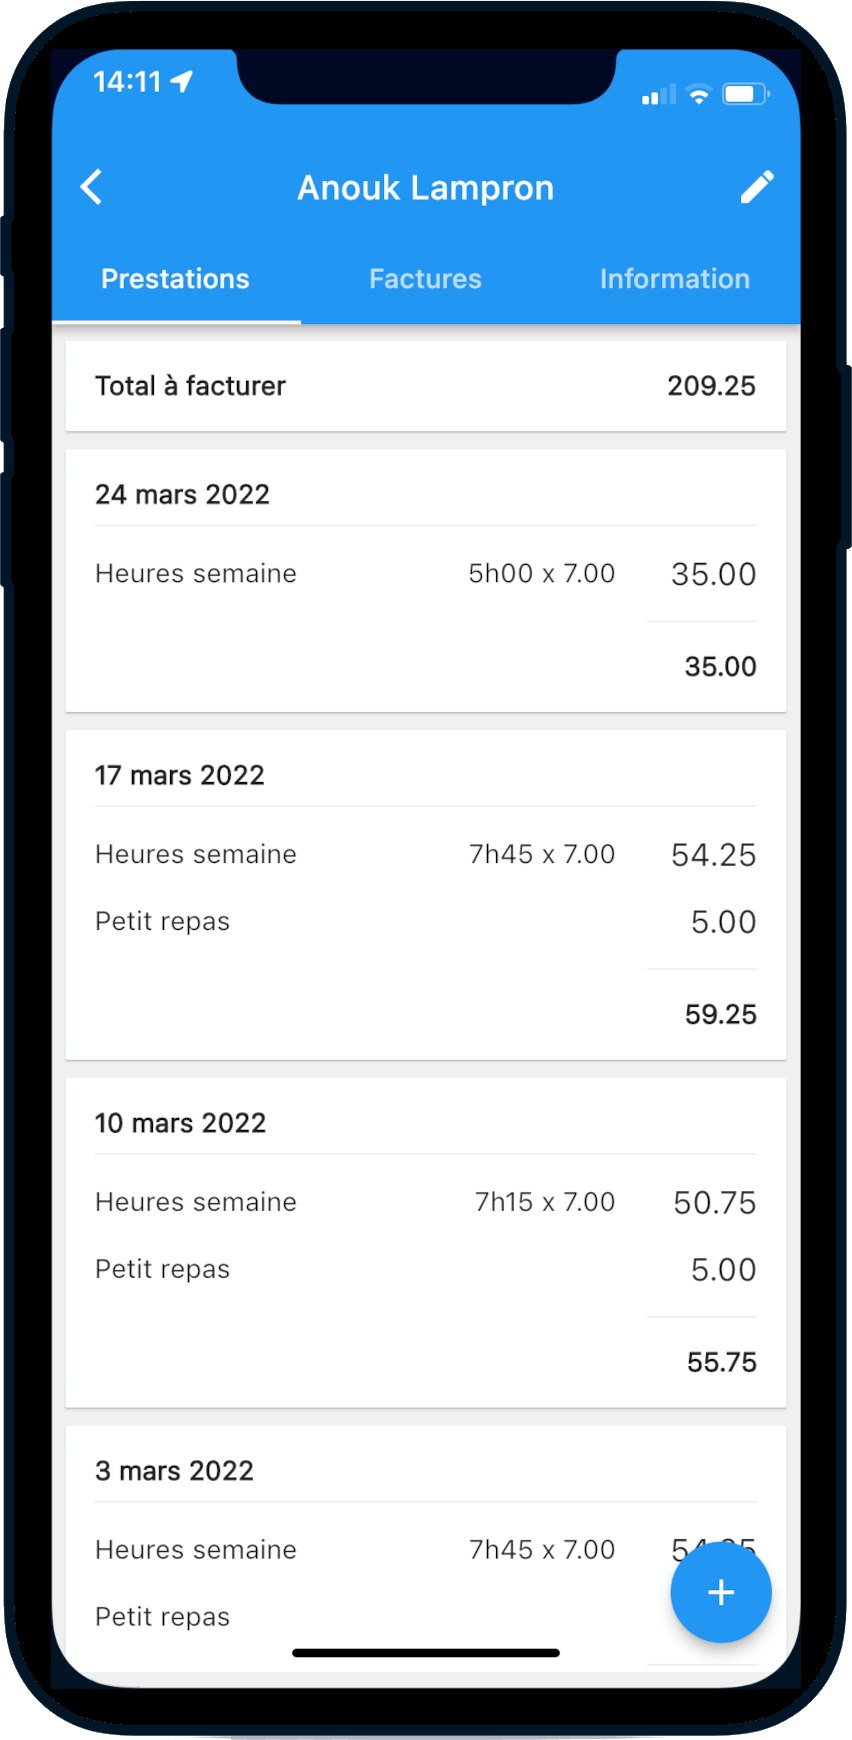 14:11
Anouk Lampron
Prestations Factures Information
Total à facturer 209.25
24 mars 2022
Heures semaine 5h00 x 7.00 35.00
35.00
17 mars 2022
Heures semaine 7h45 x 7.00 54.25
Petit repas 5.00
59.25
10 mars 2022
Heures semaine 7h15 x 7.00 50.75
Petit repas 5.00
55.75
3 mars 2022
Heures semaine 7h45 x 7.00
Petit repas